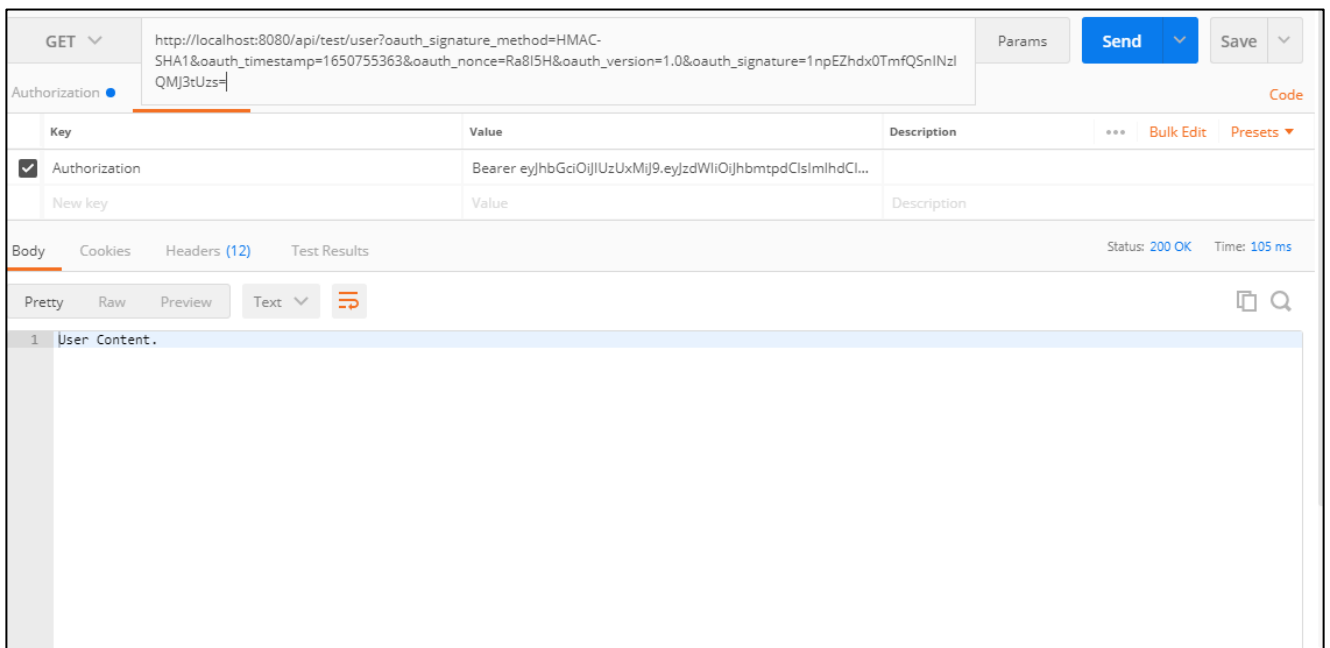 GET
http://localhost:8080/api/test/user?oauth_signature_method=HMAC-
SHA1&oauth_timestamp=1650755363&oauth_nonce=Ra8I5H&oauth_version=1.0&oauth_signature=1npEZhdx0TmfQSnINzI
QMJ3tUzs=
Params
Send
Save
Authorization
Code
Key Value Description ••• Bulk Edit Presets
Authorization Bearer eyJhbGciOiJIUzUxMiJ9.eyJzdWIiOiJhbmtpdCIsImlhdCI...
New key Value Description
Body Cookies Headers (12) Test Results Status: 200 OK Time: 105 ms
Pretty Raw Preview Text
1 User Content.